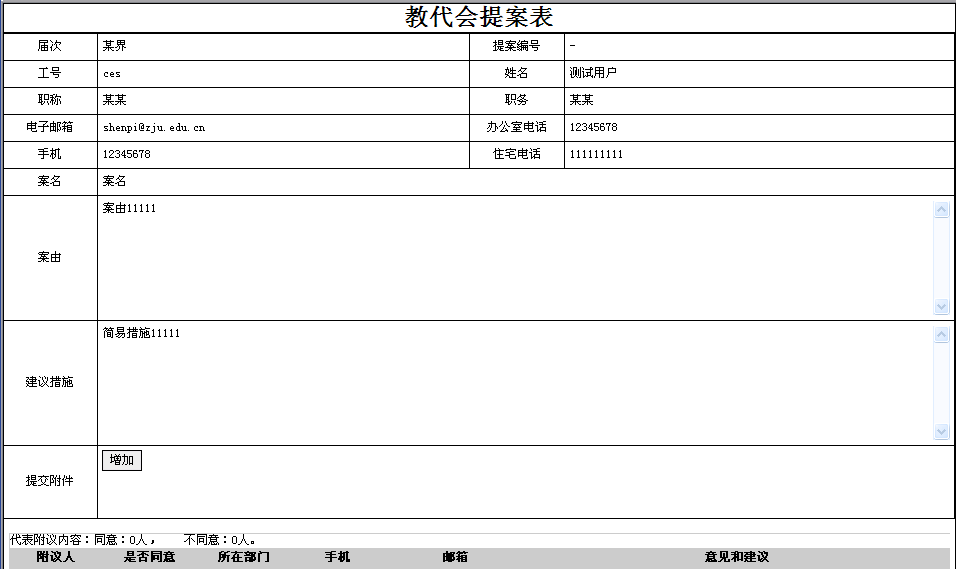 教代会提案表
届次 某界 提案编号 -
工号 ces 姓名 测试用户
职称 某某 职务 某某
电子邮箱 shenpi@zju.edu.cn 办公室电话 12345678
手机 12345678 住宅电话 111111111
案名 案名
案由 案由11111
建议措施 简易措施11111
提交附件 增加
代表附议内容：同意：0人， 不同意：0人。
附议人 是否同意 所在部门 手机 邮箱 意见和建议